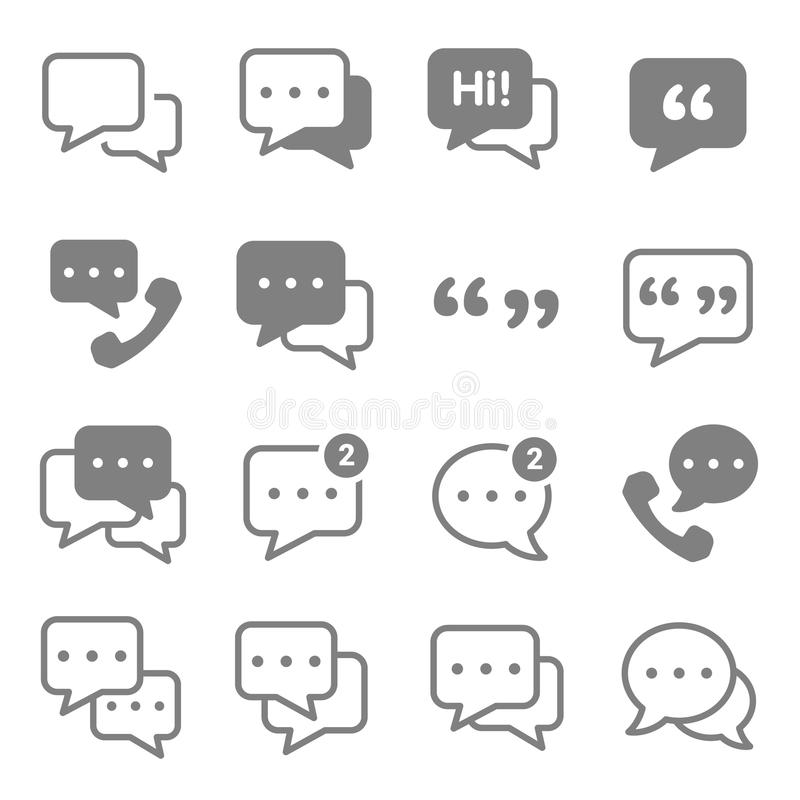 Hi! “
“ ” “ ”
dreamstime
2 2